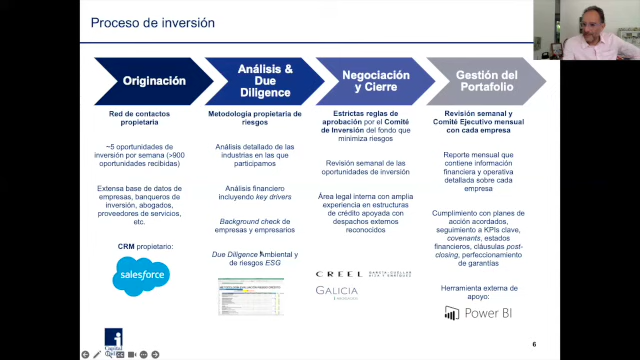 Proceso de inversión
Originación
Red de contactos
propietaria
~5 oportunidades de
inversión por semana (>900
oportunidades recibidas)
Extensa base de datos de
empresas, banqueros de
inversión, abogados,
proveedores de servicios,
etc.
CRM propietario:
salesforce
Análisis &
Due
Diligence
Metodología propietaria de
riesgos
Análisis detallado de las
industrias en las que
participamos
Análisis financiero
incluyendo key drivers
Background check de
empresas y empresarios
Due Diligence Ambiental y
de riesgos ESG
Negociación
y Cierre
Estrictas reglas de
aprobación por el Comité
de Inversión del fondo que
minimiza riesgos
Revisión semanal de las
oportunidades de inversión
Área legal interna con amplia
experiencia en estructuras
de crédito apoyada con
despachos externos
reconocidos
CREEL
GALICIA
Gestión del
Portafolio
Revisión semanal y
Comité Ejecutivo mensual
con cada empresa
Reporte mensual que
contiene información
financiera y operativa
detallada sobre cada
empresa
Cumplimiento con planes de
acción acordados,
seguimiento a KPIs clave,
covenants, estados
financieros, cláusulas post-
closing, perfeccionamiento
de garantías
Herramienta externa de
apoyo:
Power BI
6